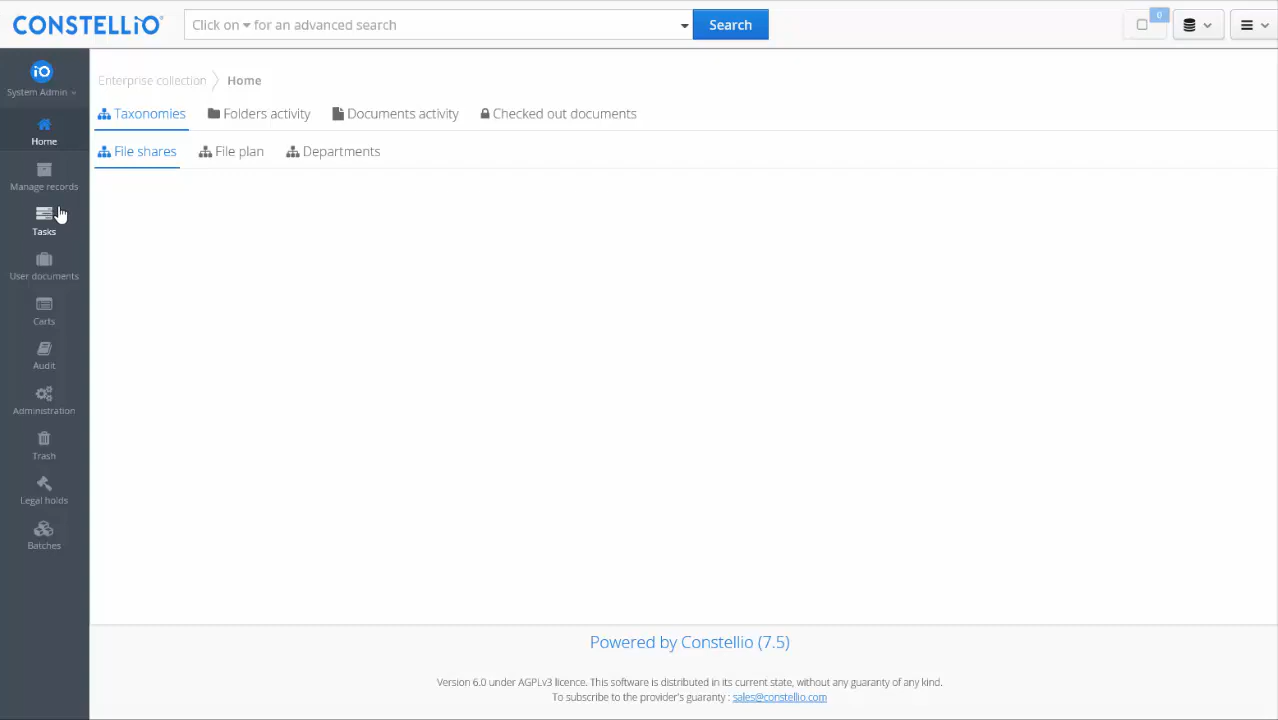 CONSTELLiO®
Click on ▾ for an advanced search
Search
0
iO
System Admin
Home
Manage records
Tasks
User documents
Carts
Audit
Administration
Trash
Legal holds
Batches
Enterprise collection
Home
Taxonomies
Folders activity
Documents activity
Checked out documents
File shares
File plan
Departments
Powered by Constellio (7.5)
Version 6.0 under AGPLv3 licence. This software is distributed in its current state, without any guaranty of any kind.
To subscribe to the provider's guaranty : sales@constellio.com